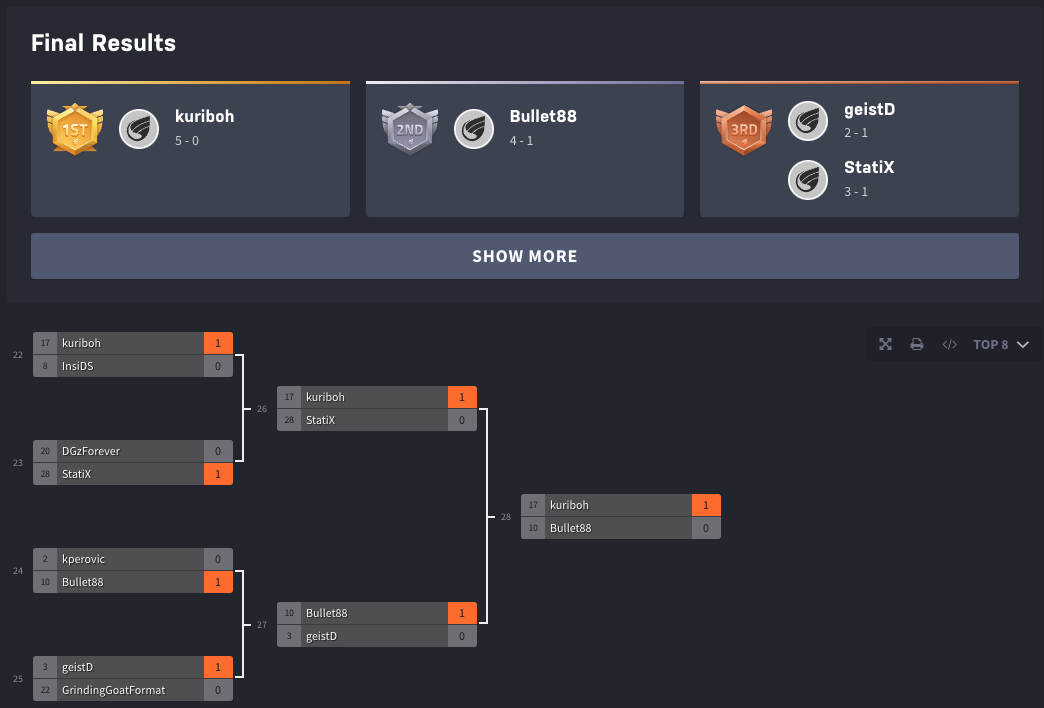 Final Results
1ST
kuriboh
5 - 0
2ND
Bullet88
4 - 1
3RD
geistD
2 - 1
StatiX
3 - 1
SHOW MORE
TOP 8
22
17 kuriboh 1
8 InsiDS 0
26
17 kuriboh 1
28 StatiX 0
23
20 DGzForever 0
28 StatiX 1
28
17 kuriboh 1
10 Bullet88 0
24
2 kperovic 0
10 Bullet88 1
27
10 Bullet88 1
3 geistD 0
25
3 geistD 1
22 GrindingGoatFormat 0